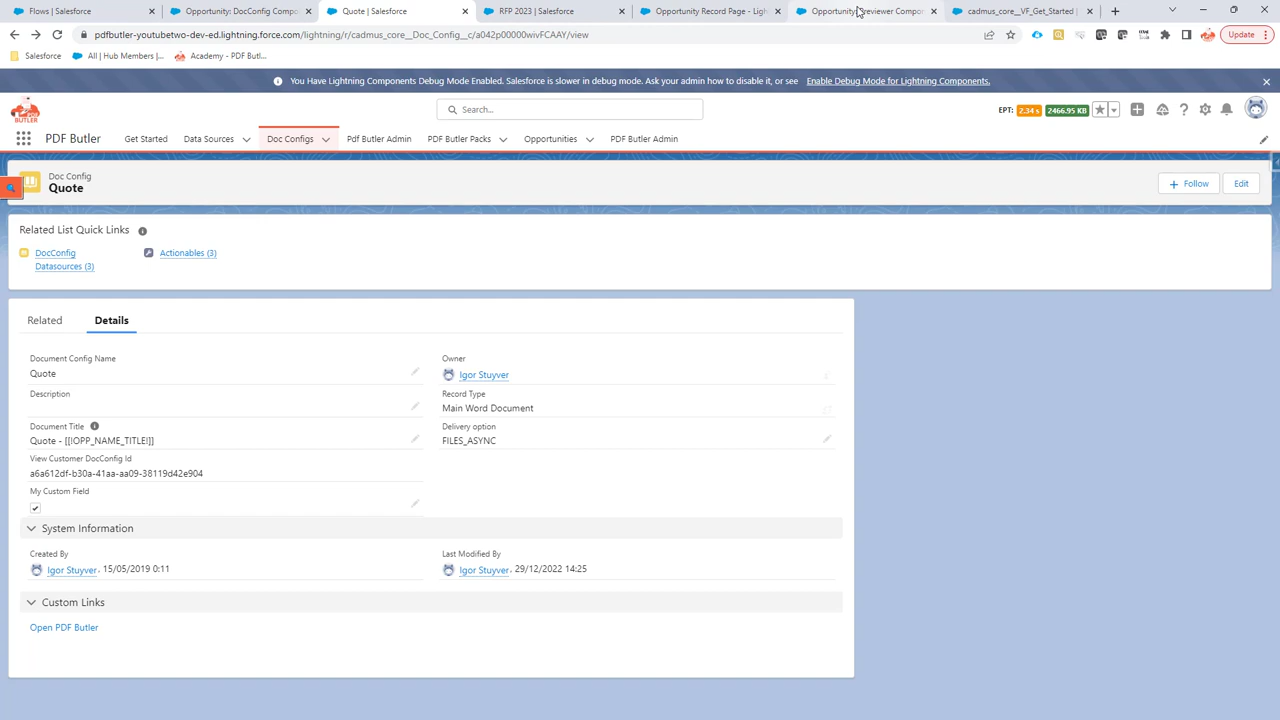 Flows | Salesforce
Opportunity: DocConfig Compo
Quote | Salesforce
RFP 2023 | Salesforce
Opportunity Record Page - Ligh
cadmus_core__VF_Get_Started |
pdfbutler-youtubetwo-dev-ed.lightning.force.com/lightning/r/cadmus_core__Doc_Config__c/a042p00000wivFCAAY/view
Update
Salesforce
All | Hub Members |...
Academy - PDF Butl...
You Have Lightning Components Debug Mode Enabled. Salesforce is slower in debug mode. Ask your admin how to disable it, or see Enable Debug Mode for Lightning Components.
PDF BUTLER
Search...
EPT: 2.34 s 2466.95 KB
PDF Butler
Get Started
Data Sources
Doc Configs
Pdf Butler Admin
PDF Butler Packs
Opportunities
PDF Butler Admin
Doc Config
Quote
Follow
Edit
Related List Quick Links
DocConfig
Datasources (3)
Actionables (3)
Related
Details
Document Config Name
Quote
Owner
Igor Stuyver
Description
Record Type
Main Word Document
Document Title
Quote - [[!OPP_NAME_TITLE!]]
Delivery option
FILES_ASYNC
View Customer DocConfig Id
a6a612df-b30a-41aa-aa09-38119d42e904
My Custom Field
System Information
Created By
Igor Stuyver, 15/05/2019 0:11
Last Modified By
Igor Stuyver, 29/12/2022 14:25
Custom Links
Open PDF Butler